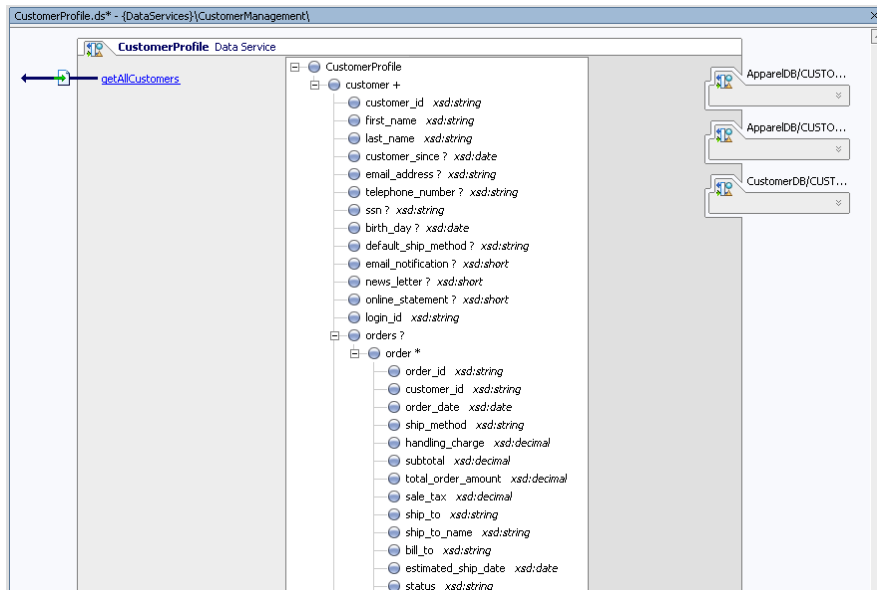 CustomerProfile.ds* - {DataServices}\CustomerManagement\
CustomerProfile Data Service
getAllCustomers
CustomerProfile
customer +
customer_id xsd:string
first_name xsd:string
last_name xsd:string
customer_since ? xsd:date
email_address ? xsd:string
telephone_number ? xsd:string
ssn ? xsd:string
birth_day ? xsd:date
default_ship_method ? xsd:string
email_notification ? xsd:short
news_letter ? xsd:short
online_statement ? xsd:short
login_id xsd:string
orders ?
order *
order_id xsd:string
customer_id xsd:string
order_date xsd:date
ship_method xsd:string
handling_charge xsd:decimal
subtotal xsd:decimal
total_order_amount xsd:decimal
sale_tax xsd:decimal
ship_to xsd:string
ship_to_name xsd:string
bill_to xsd:string
estimated_ship_date xsd:date
status xsd:string
ApparelDB/CUSTO...
ApparelDB/CUSTO...
CustomerDB/CUST...